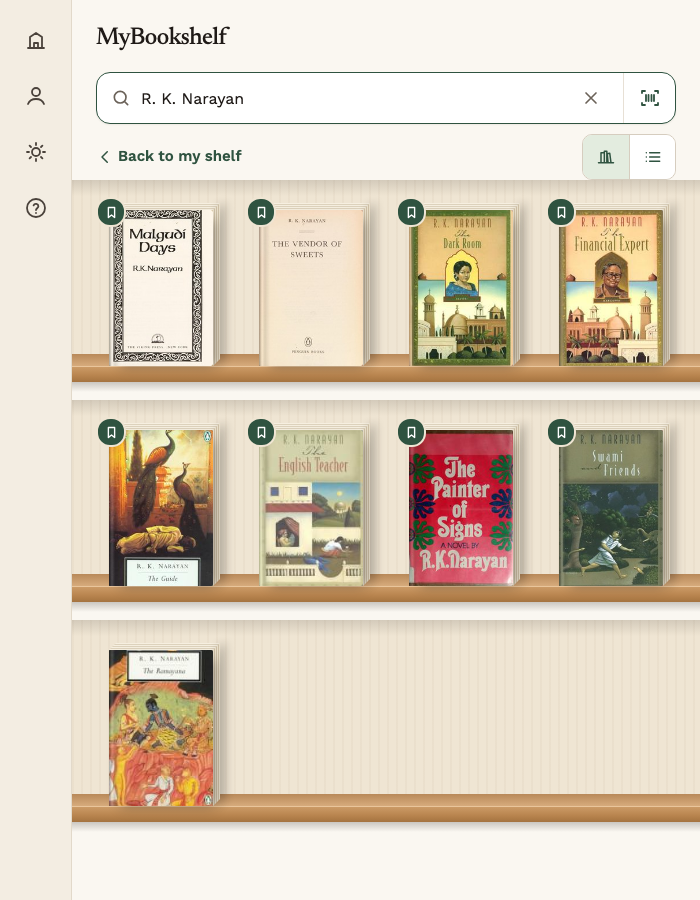 MyBookshelf
R. K. Narayan
Back to my shelf
Malgudi
Days
R.K.Narayan
R. K. NARAYAN
THE VENDOR OF
SWEETS
PENGUIN BOOKS
R. K. NARAYAN
The
Dark Room
R. K. NARAYAN
The
Financial Expert
R. K. NARAYAN
The Guide
R. K. NARAYAN
The
English Teacher
The
Painter
of
Signs
A NOVEL BY
R.K.Narayan
R. K. NARAYAN
Swami
and Friends
R. K. NARAYAN
The Ramayana